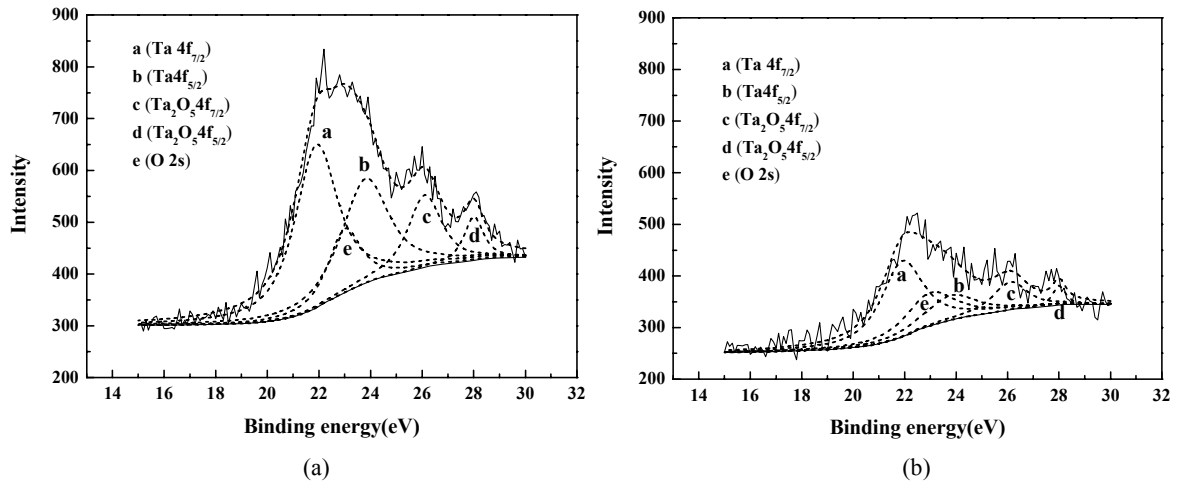 900
800
700
600
500
400
300
200
Intensity
a (Ta 4f7/2)
b (Ta4f5/2)
c (Ta2O54f7/2)
d (Ta2O54f5/2)
e (O 2s)
a
b
c
d
e
14 16 18 20 22 24 26 28 30 32
Binding energy(eV)
(a)
900
800
700
600
500
400
300
200
Intensity
a (Ta 4f7/2)
b (Ta4f5/2)
c (Ta2O54f7/2)
d (Ta2O54f5/2)
e (O 2s)
a
e
b
c
d
14 16 18 20 22 24 26 28 30 32
Binding energy(eV)
(b)